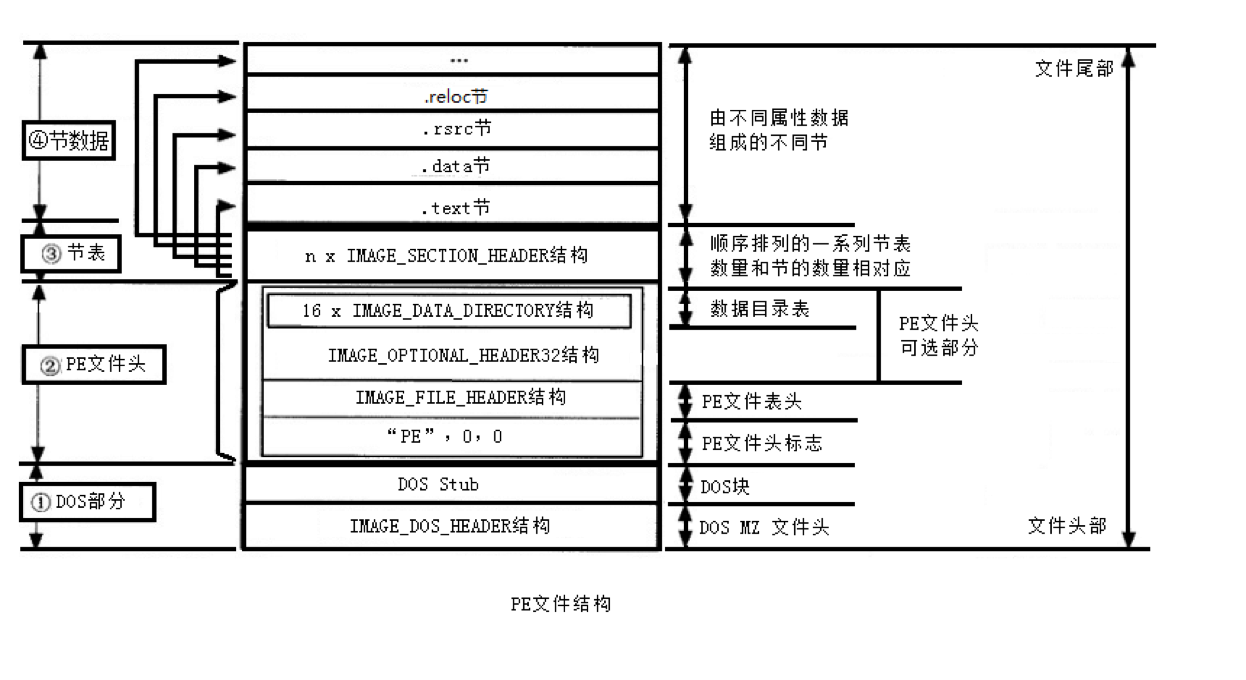 ...
文件尾部
.reloc节
由不同属性数据
组成的不同节
.rsrc节
④节数据
.data节
.text节
③节表
n x IMAGE_SECTION_HEADER结构
顺序排列的一系列节表
数量和节的数量相对应
16 x IMAGE_DATA_DIRECTORY结构
数据目录表
PE文件头
可选部分
IMAGE_OPTIONAL_HEADER32结构
②PE文件头
IMAGE_FILE_HEADER结构
PE文件表头
“PE”, 0, 0
PE文件头标志
DOS Stub
DOS块
①DOS部分
IMAGE_DOS_HEADER结构
DOS MZ 文件头
文件头部
PE文件结构